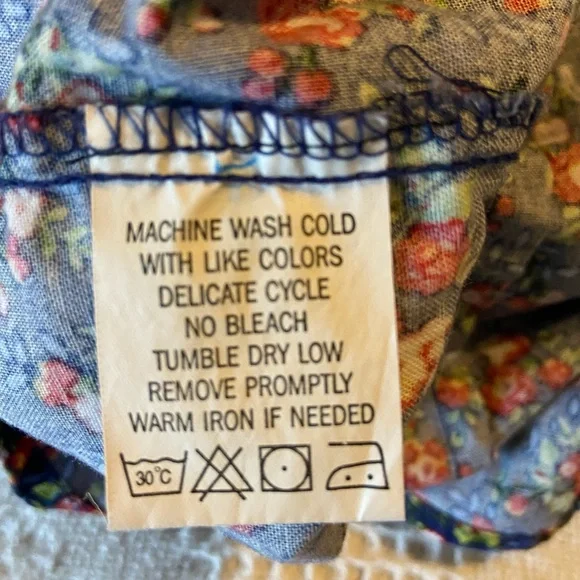 MACHINE WASH COLD
WITH LIKE COLORS
DELICATE CYCLE
NO BLEACH
TUMBLE DRY LOW
REMOVE PROMPTLY
WARM IRON IF NEEDED
30°C